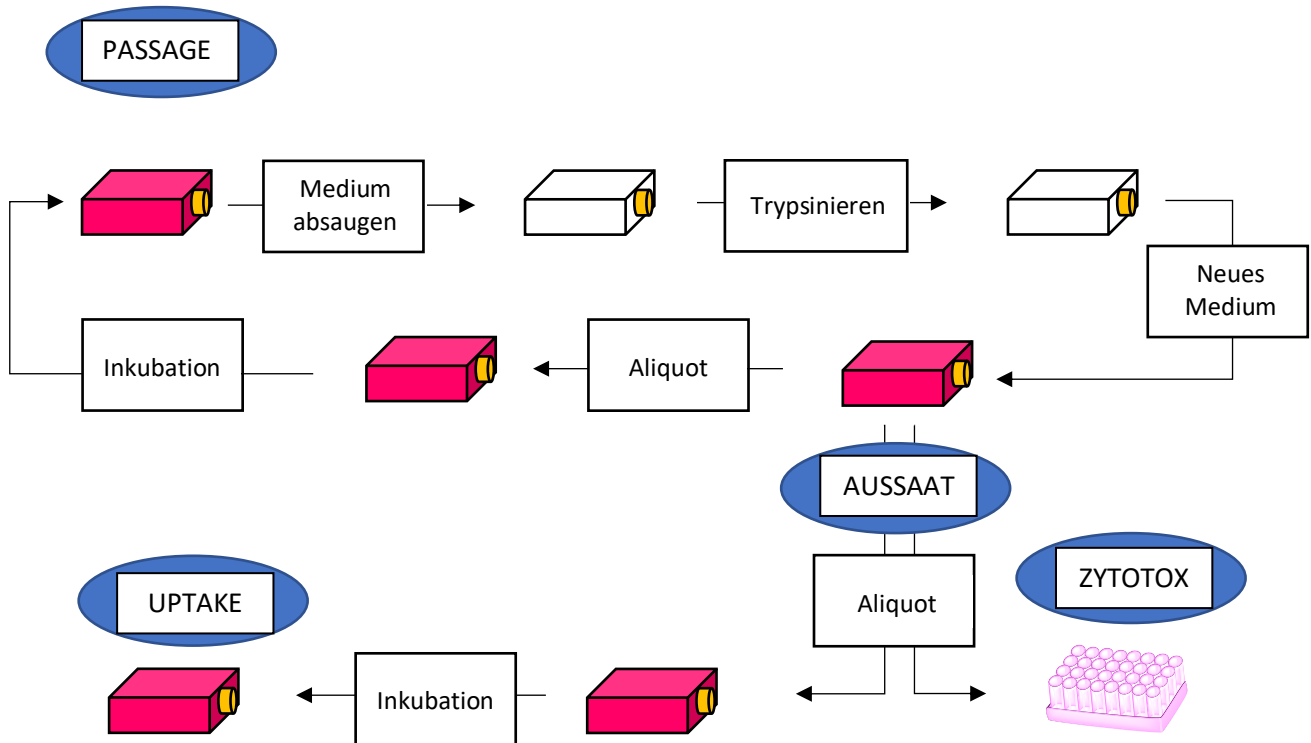 PASSAGE
Medium
absaugen
Trypsinieren
Neues
Medium
Inkubation
Aliquot
AUSSAAT
UPTAKE
Aliquot
ZYTOTOX
Inkubation